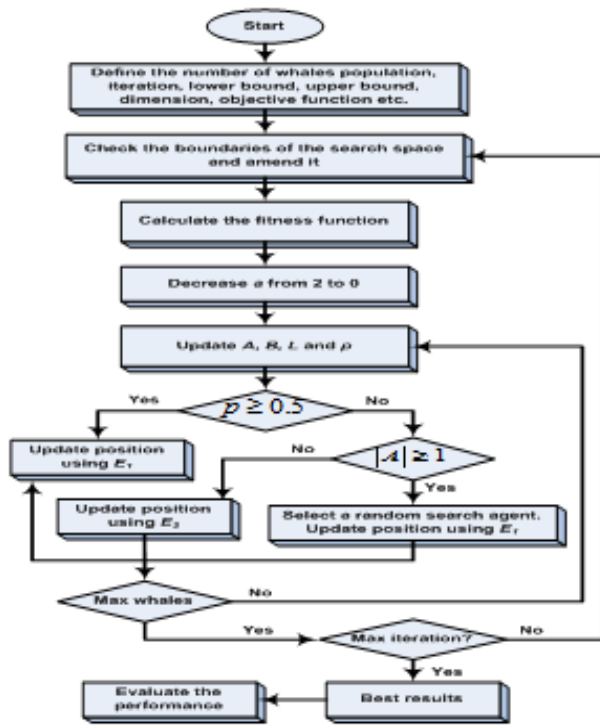 Start
Define the number of whales population,
iteration, lower bound, upper bound,
dimension, objective function etc.
Check the boundaries of the search space
and amend it
Calculate the fitness function
Decrease a from 2 to 0
Update A, B, L and p
Yes
p ≥ 0.5
No
Update position
using
No
|A| ≥ 1
Yes
Update position
using
Select a random search agent.
Update position using
Max whales
No
Yes
Max iteration?
No
Yes
Evaluate the
performance
Best results